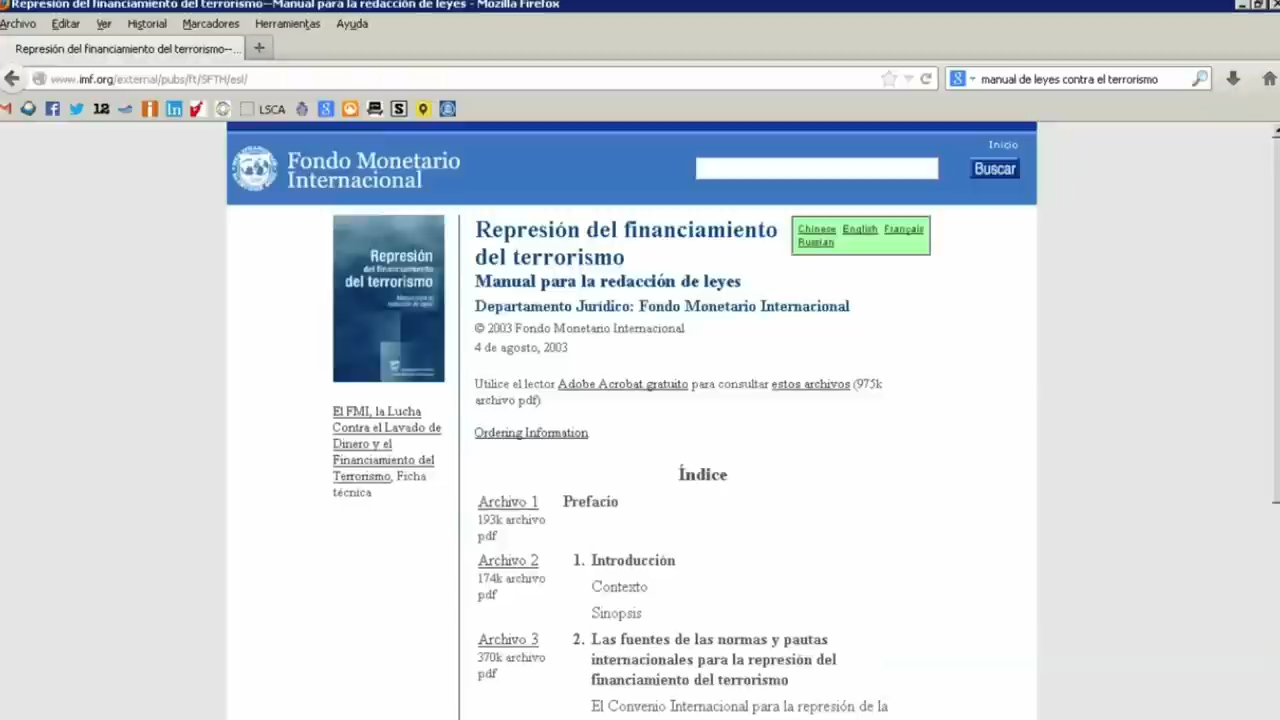 Represión del financiamiento del terrorismo--Manual para la redacción de leyes - Mozilla Firefox
Archivo Editar Ver Historial Marcadores Herramientas Ayuda
Represión del financiamiento del terrorismo--...
www.imf.org/external/pubs/ft/SFTH/esl/
manual de leyes contra el terrorismo
12
LSCA
Inicio
Fondo Monetario
Internacional
Buscar
Represión
del financiamiento
del terrorismo
Represión del financiamiento
del terrorismo
Chinese English Français
Russian
Manual para la redacción de leyes
Departamento Jurídico: Fondo Monetario Internacional
© 2003 Fondo Monetario Internacional
4 de agosto, 2003
Utilice el lector Adobe Acrobat gratuito para consultar estos archivos (975k
archivo pdf)
Ordering Information
El FMI, la Lucha
Contra el Lavado de
Dinero y el
Financiamiento del
Terrorismo, Ficha
técnica
Índice
Archivo 1 Prefacio
193k archivo
pdf
Archivo 2 1. Introducción
174k archivo
pdf
Contexto
Sinopsis
Archivo 3 2. Las fuentes de las normas y pautas
370k archivo
pdf
internacionales para la represión del
financiamiento del terrorismo
El Convenio Internacional para la represión de la